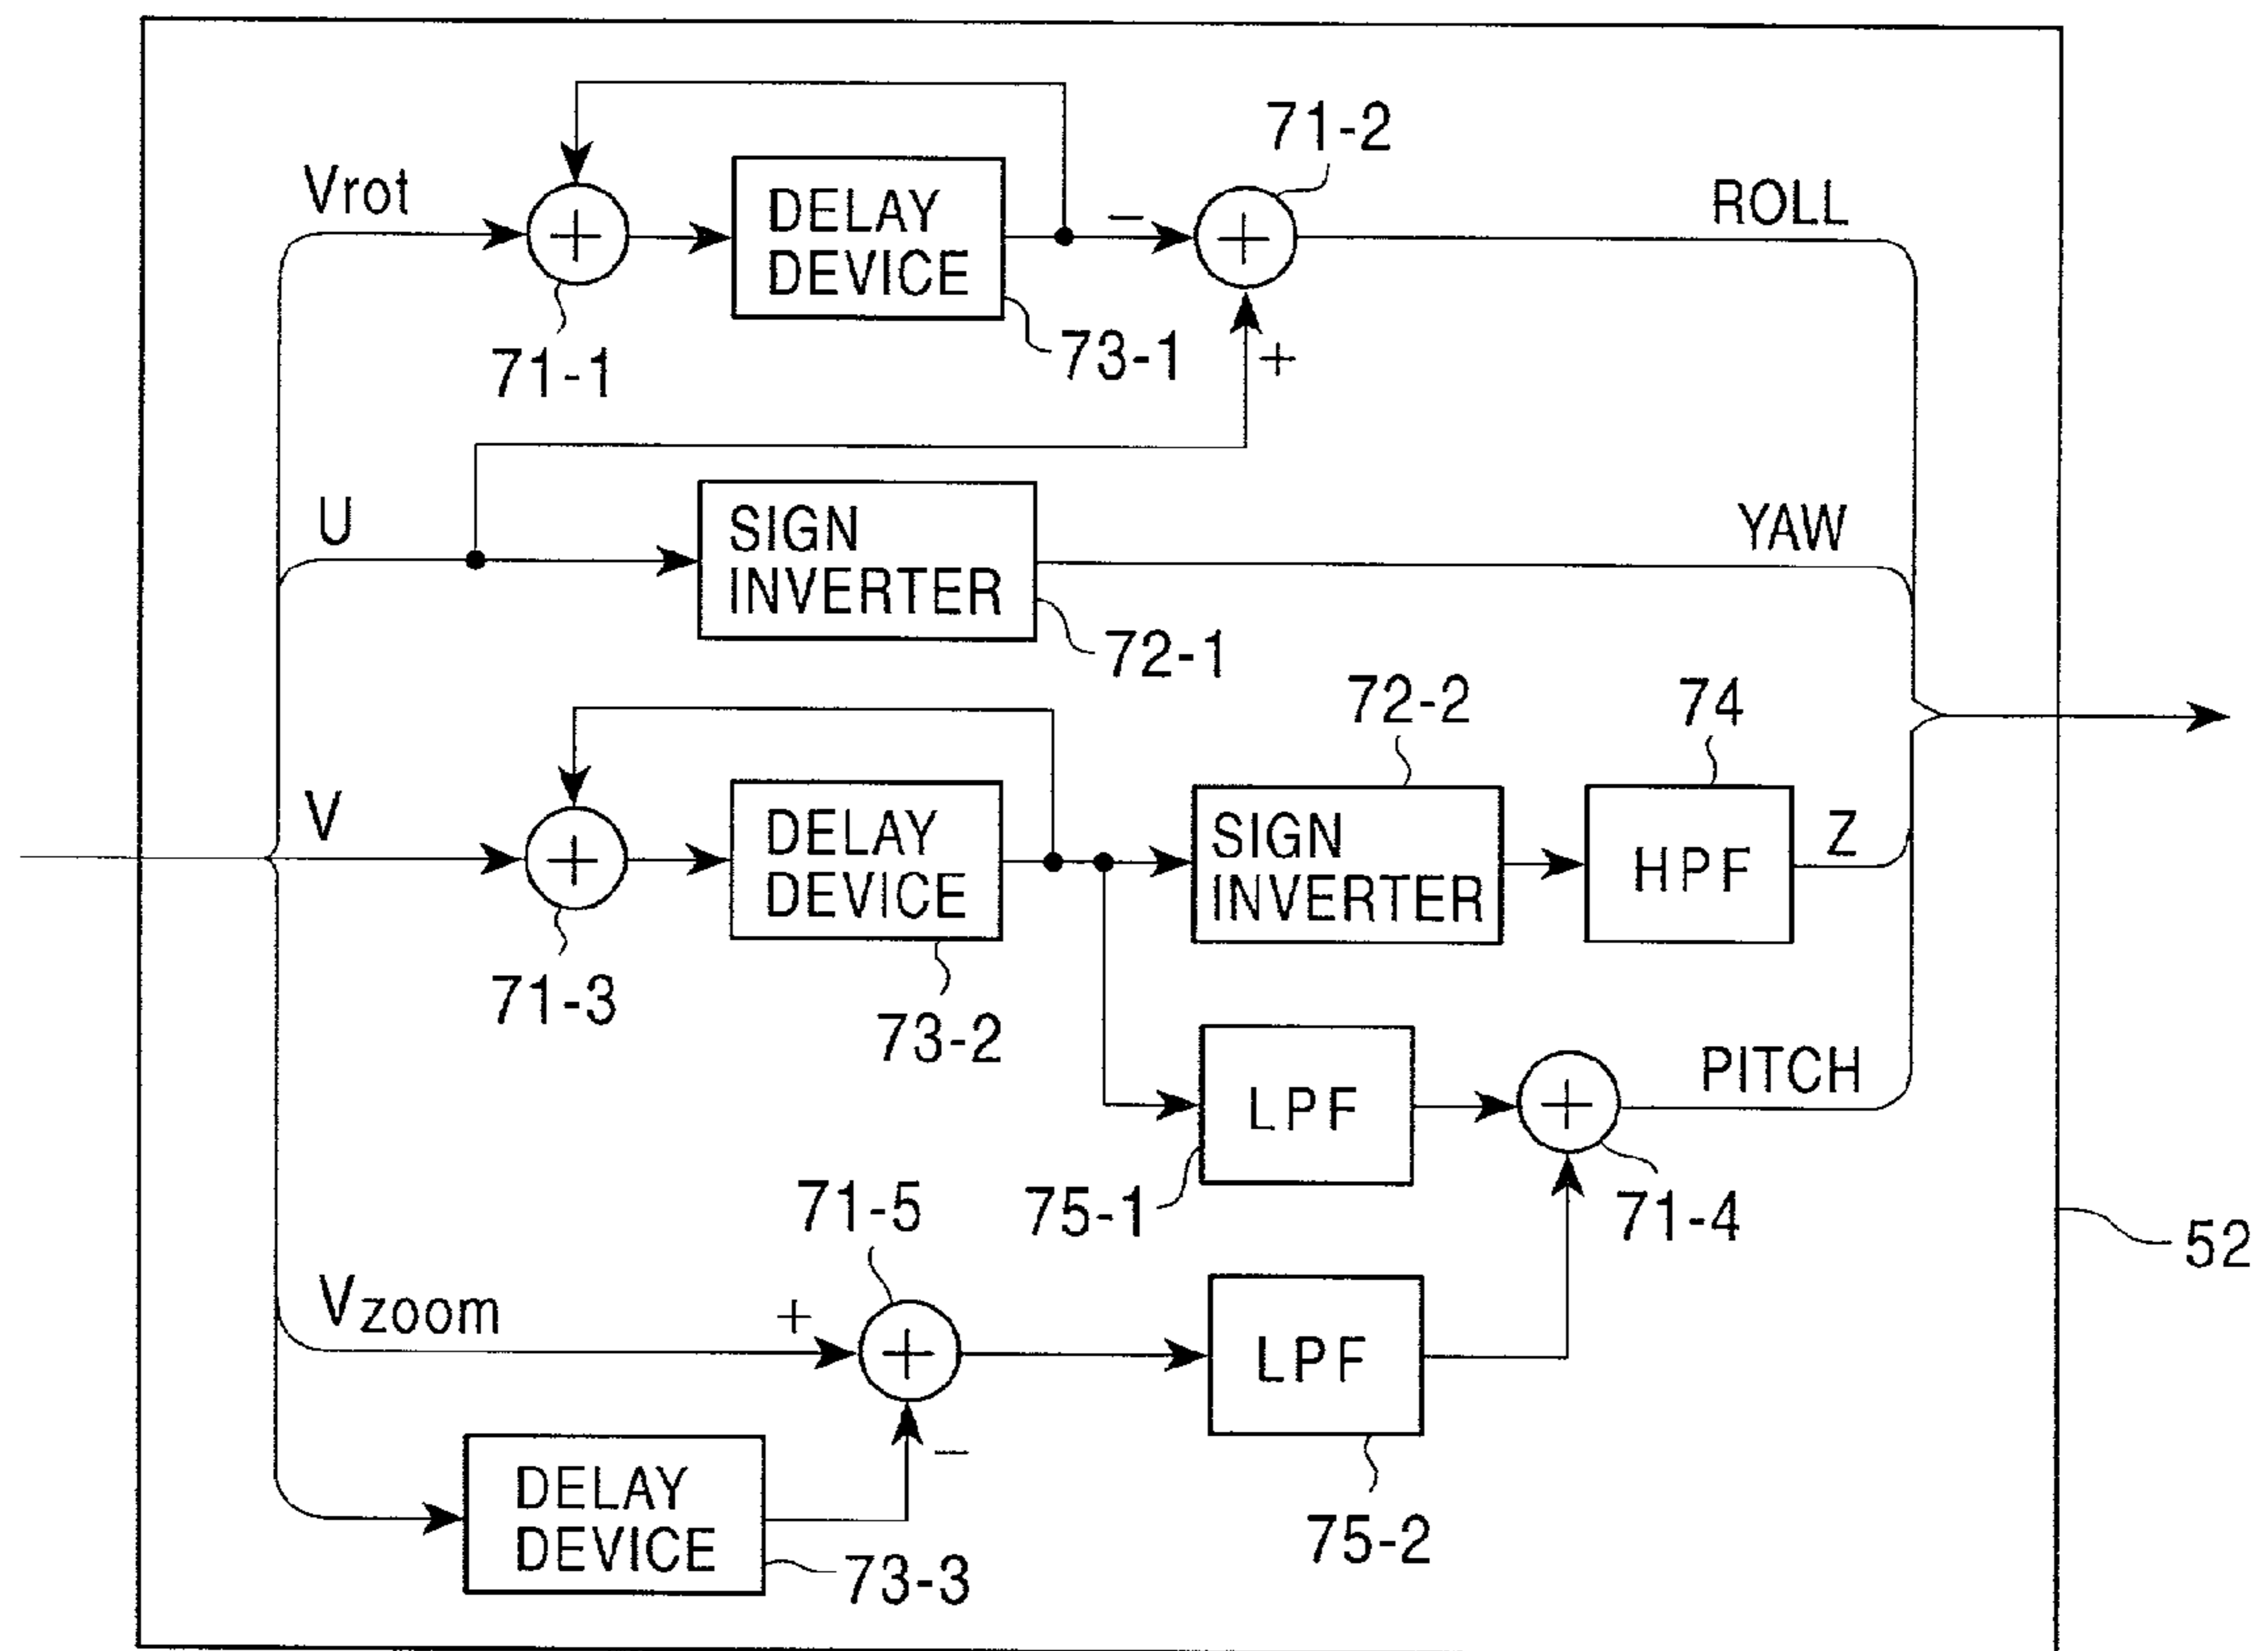 71-2
Vrot
DELAY
DEVICE
−
+
ROLL
71-1
73-1
+
U
SIGN
INVERTER
YAW
72-1
72-2
74
V
+
DELAY
DEVICE
SIGN
INVERTER
HPF
Z
71-3
73-2
LPF
+
PITCH
71-5
75-1
71-4
52
Vzoom
+
+
LPF
−
DELAY
DEVICE
73-3
75-2